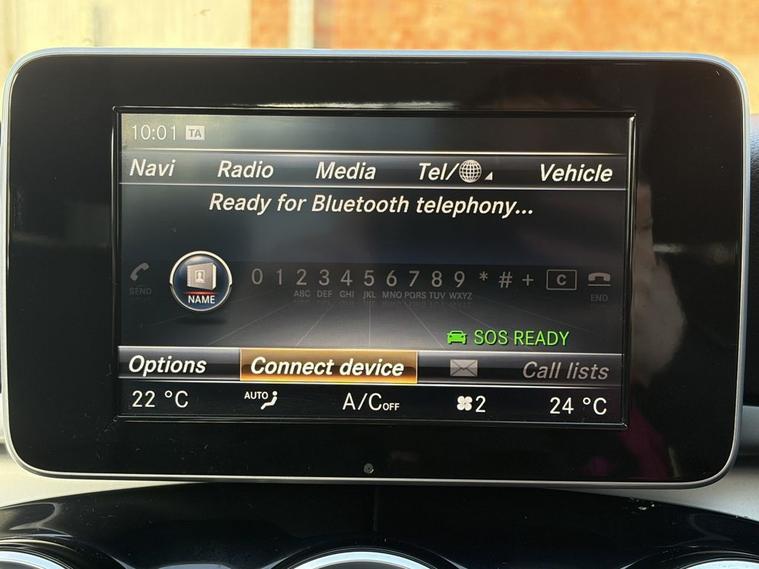 10:01 TA
Navi Radio Media Tel/ Vehicle
Ready for Bluetooth telephony...
SEND NAME 0 1 2 3 4 5 6 7 8 9 * # + C END
ABC DEF GHI JKL MNO PQRS TUV WXYZ
SOS READY
Options Connect device Call lists
22 °C AUTO A/C OFF 2 24 °C